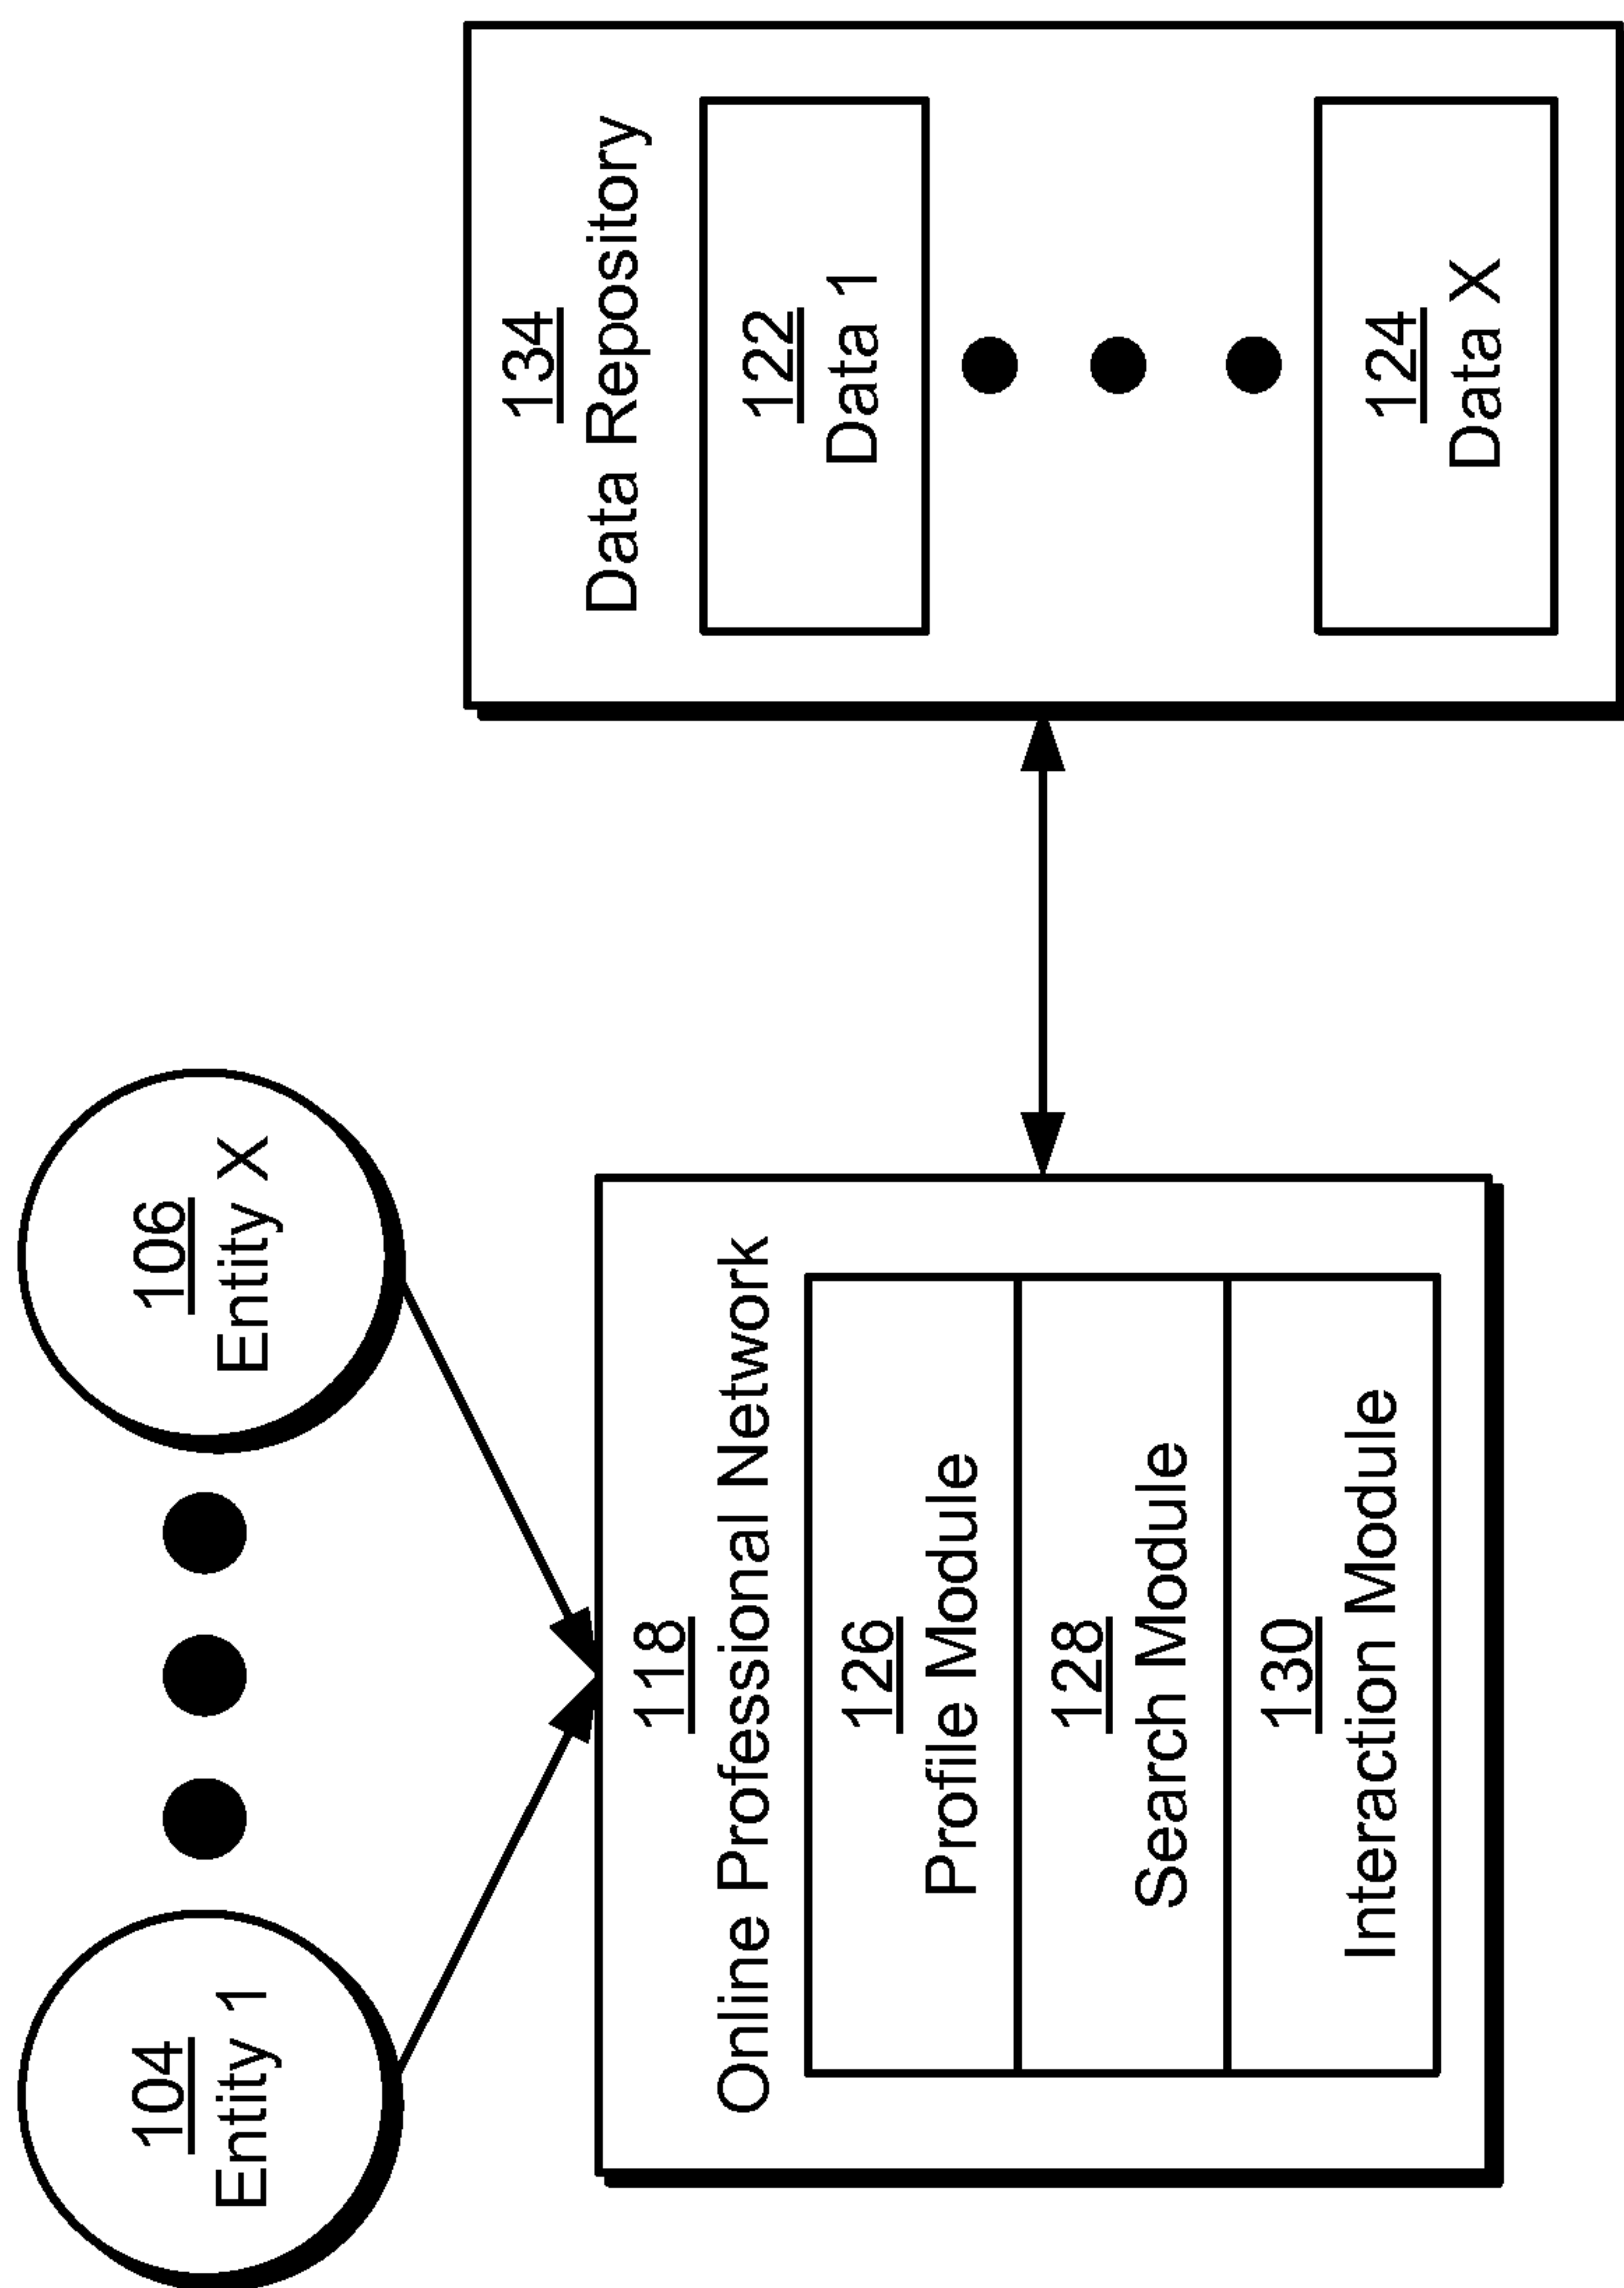 104
Entity 1
106
Entity X
118
Online Professional Network
126
Profile Module
128
Search Module
130
Interaction Module
134
Data Repository
122
Data 1
124
Data X